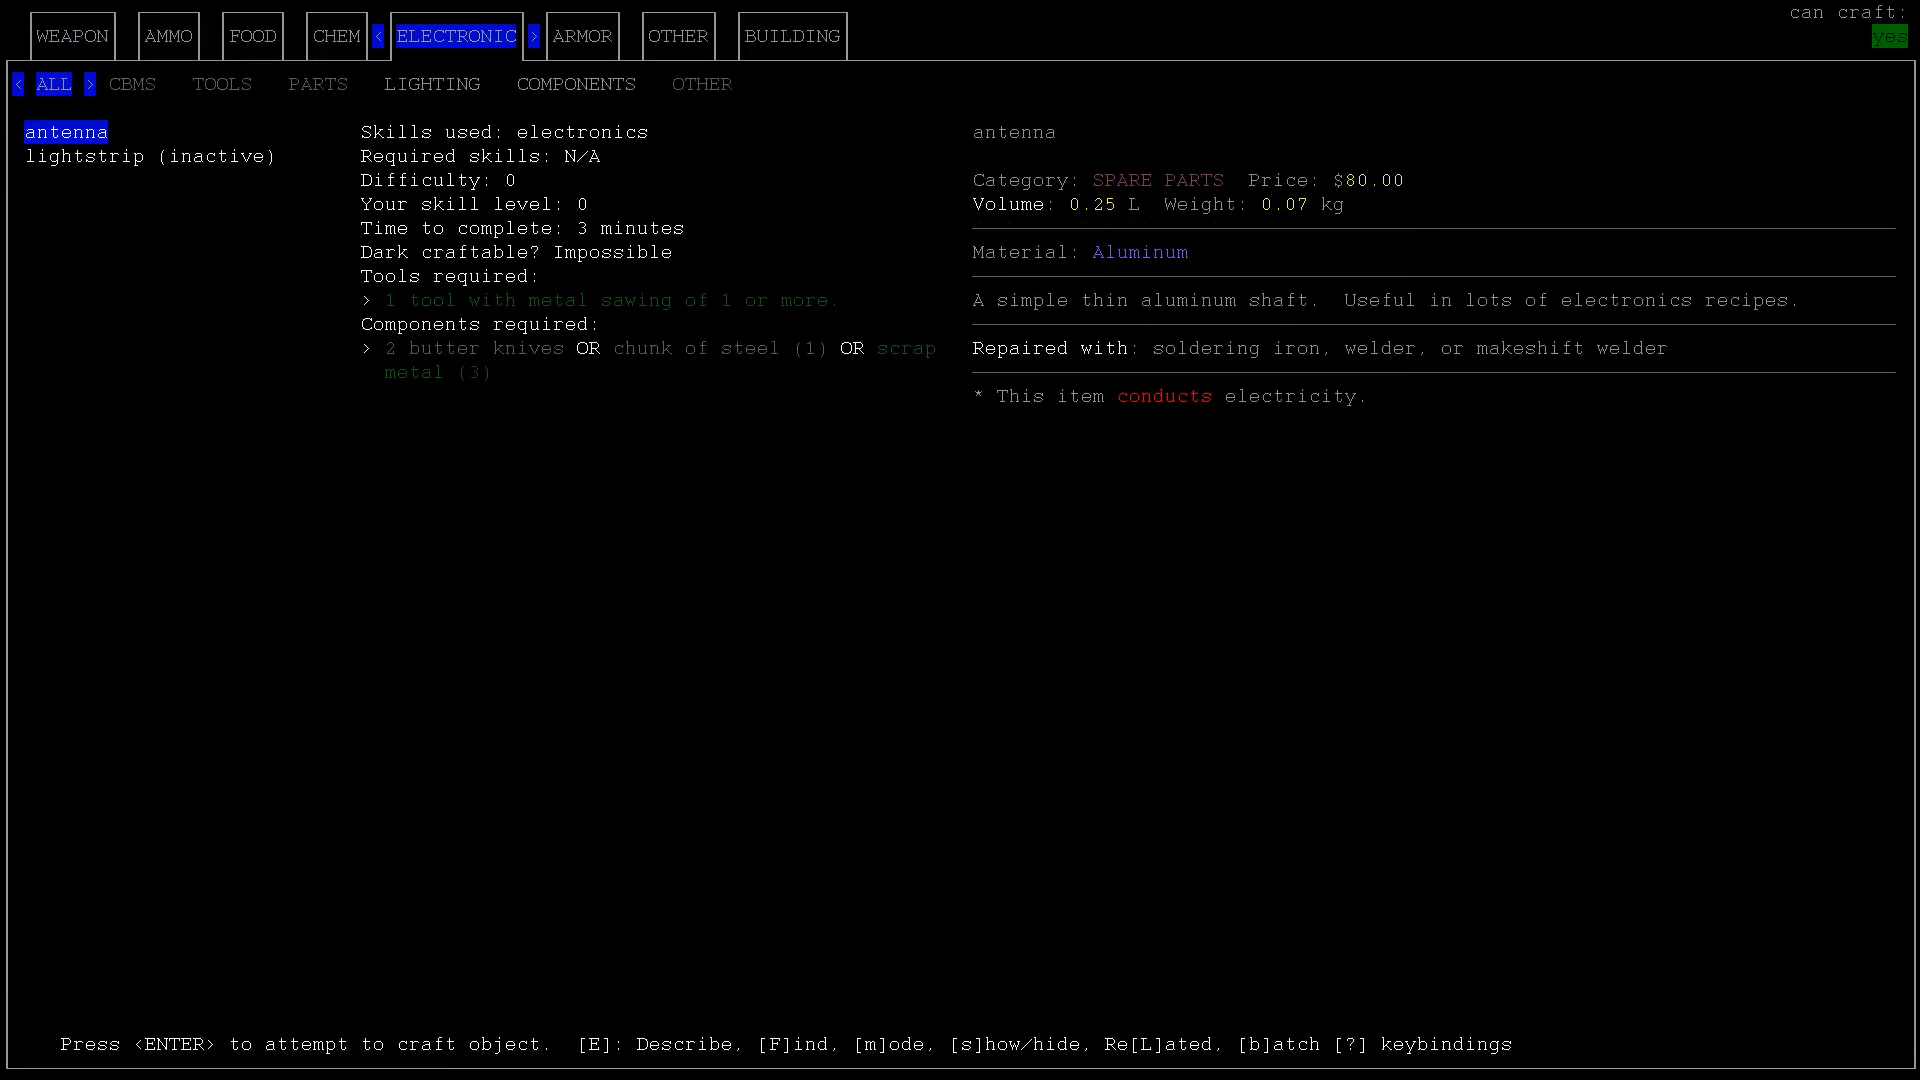 can craft:
WEAPON AMMO FOOD CHEM < ELECTRONIC > ARMOR OTHER BUILDING yes
< ALL > CBMS TOOLS PARTS LIGHTING COMPONENTS OTHER
antenna
lightstrip (inactive)
Skills used: electronics
Required skills: N/A
Difficulty: 0
Your skill level: 0
Time to complete: 3 minutes
Dark craftable? Impossible
Tools required:
> 1 tool with metal sawing of 1 or more.
Components required:
> 2 butter knives OR chunk of steel (1) OR scrap
metal (3)
antenna
Category: SPARE PARTS Price: $80.00
Volume: 0.25 L Weight: 0.07 kg
Material: Aluminum
A simple thin aluminum shaft. Useful in lots of electronics recipes.
Repaired with: soldering iron, welder, or makeshift welder
* This item conducts electricity.
Press <ENTER> to attempt to craft object. [E]: Describe, [F]ind, [m]ode, [s]how/hide, Re[L]ated, [b]atch [?] keybindings